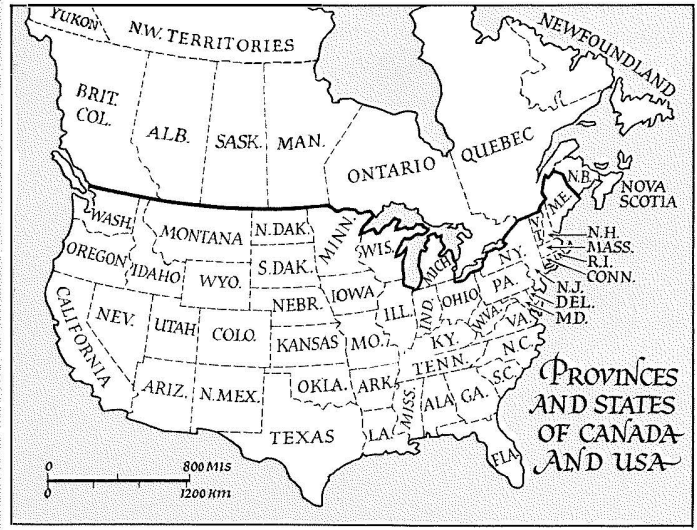 YUKON
N.W. TERRITORIES
NEWFOUNDLAND
BRIT.
COL.
ALB.
SASK.
MAN.
ONTARIO
QUEBEC
N.B.
NOVA
SCOTIA
ME.
WASH.
MONTANA
N.DAK.
MINN.
N.H.
MASS.
R.I.
CONN.
OREGON
IDAHO
WYO.
S.DAK.
WIS.
MICH.
N.Y.
PA.
N.J.
DEL.
MD.
NEBR.
IOWA
ILL.
IND.
OHIO
W.VA.
VA.
CALIFORNIA
NEV.
UTAH
COLO.
KANSAS
MO.
KY.
N.C.
TENN.
S.C.
ARIZ.
N.MEX.
OKLA.
ARK.
MISS.
ALA.
GA.
TEXAS
LA.
FLA.
PROVINCES
AND STATES
OF CANADA
AND USA
0 800 MLS
0 1200 KM